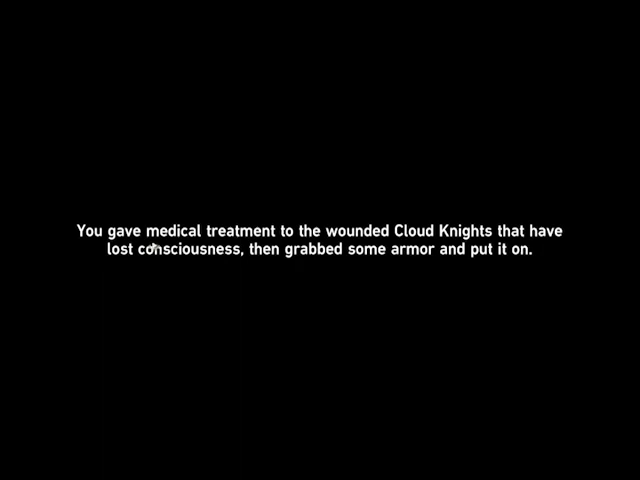 You gave medical treatment to the wounded Cloud Knights that have
lost consciousness, then grabbed some armor and put it on.